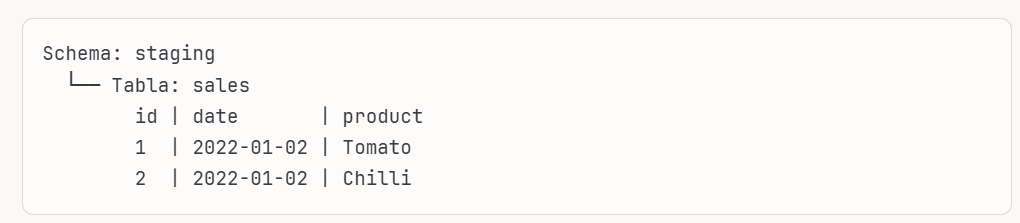 Schema: staging
  └── Tabla: sales
        id | date       | product
        1  | 2022-01-02 | Tomato
        2  | 2022-01-02 | Chilli